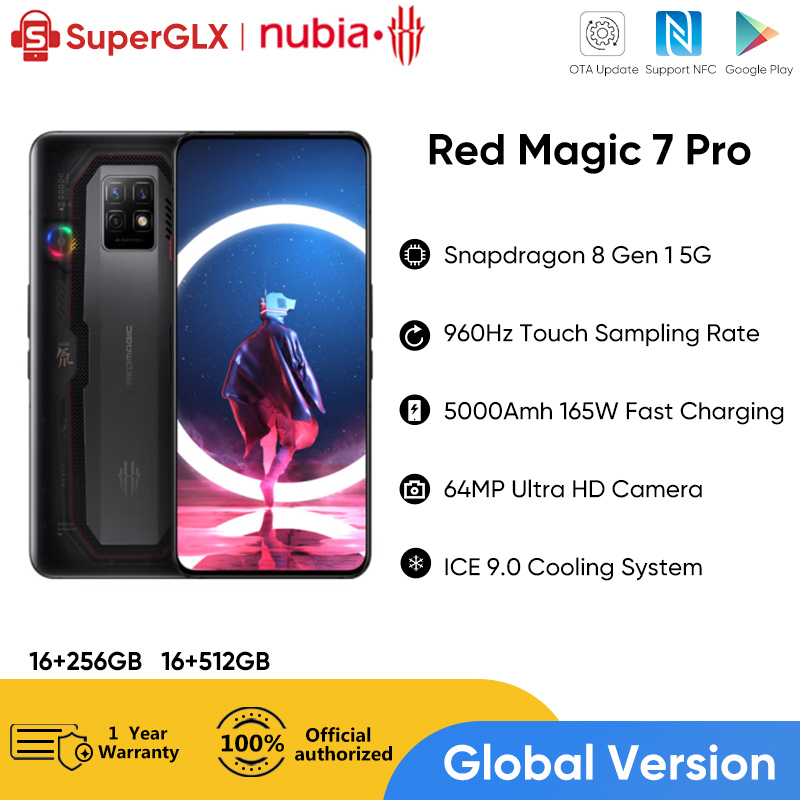 SuperGLX | nubia
OTA Update Support NFC Google Play
Red Magic 7 Pro
Snapdragon 8 Gen 1 5G
960Hz Touch Sampling Rate
5000Amh 165W Fast Charging
64MP Ultra HD Camera
ICE 9.0 Cooling System
REDMAGIC
16+256GB 16+512GB
1 Year
Warranty
100%
Official
authorized
Global Version